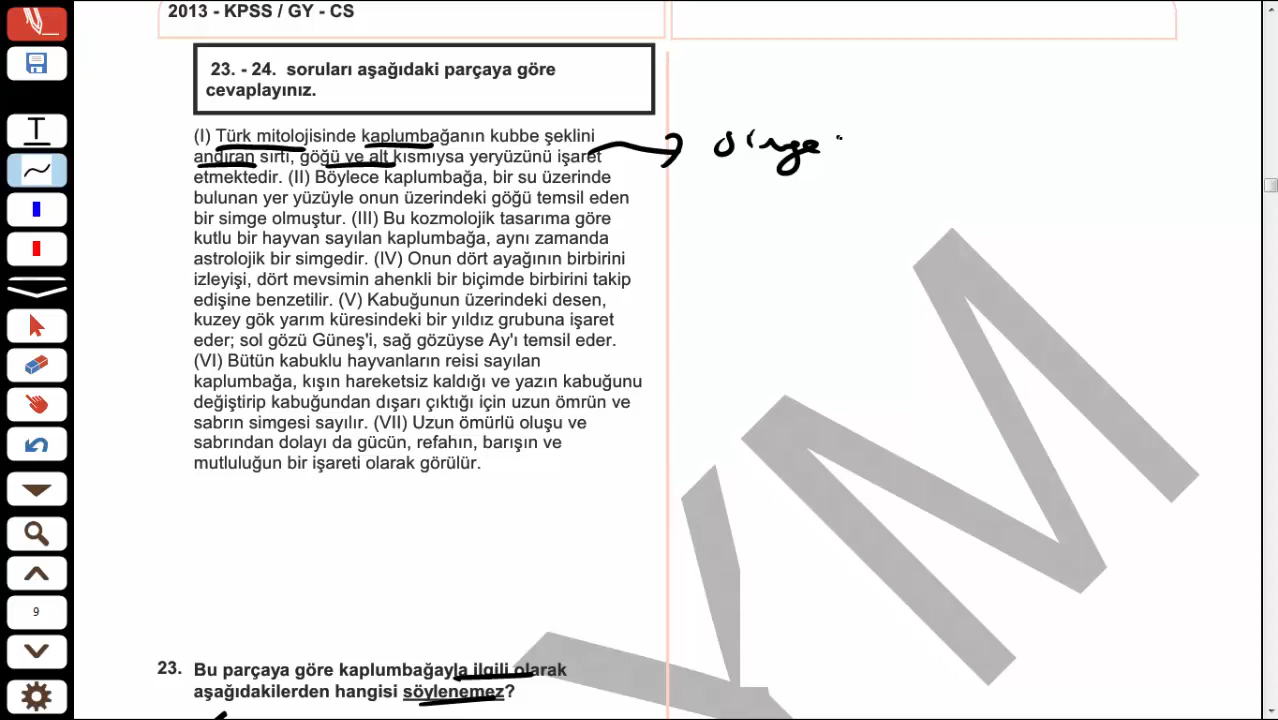 2013 - KPSS / GY - CS
23. - 24. soruları aşağıdaki parçaya göre
cevaplayınız.
(I) Türk mitolojisinde kaplumbağanın kubbe şeklini
andıran sırtı, göğü ve alt kısmıysa yeryüzünü işaret
etmektedir. (II) Böylece kaplumbağa, bir su üzerinde
bulunan yer yüzüyle onun üzerindeki göğü temsil eden
bir simge olmuştur. (III) Bu kozmolojik tasarıma göre
kutlu bir hayvan sayılan kaplumbağa, aynı zamanda
astrolojik bir simgedir. (IV) Onun dört ayağının birbirini
izleyişi, dört mevsimin ahenkli bir biçimde birbirini takip
edişine benzetilir. (V) Kabuğunun üzerindeki desen,
kuzey gök yarım küresindeki bir yıldız grubuna işaret
eder; sol gözü Güneş'i, sağ gözüyse Ay'ı temsil eder.
(VI) Bütün kabuklu hayvanların reisi sayılan
kaplumbağa, kışın hareketsiz kaldığı ve yazın kabuğunu
değiştirip kabuğundan dışarı çıktığı için uzun ömrün ve
sabrın simgesi sayılır. (VII) Uzun ömürlü oluşu ve
sabrından dolayı da gücün, refahın, barışın ve
mutluluğun bir işareti olarak görülür.
23. Bu parçaya göre kaplumbağayla ilgili olarak
aşağıdakilerden hangisi söylenemez?
9